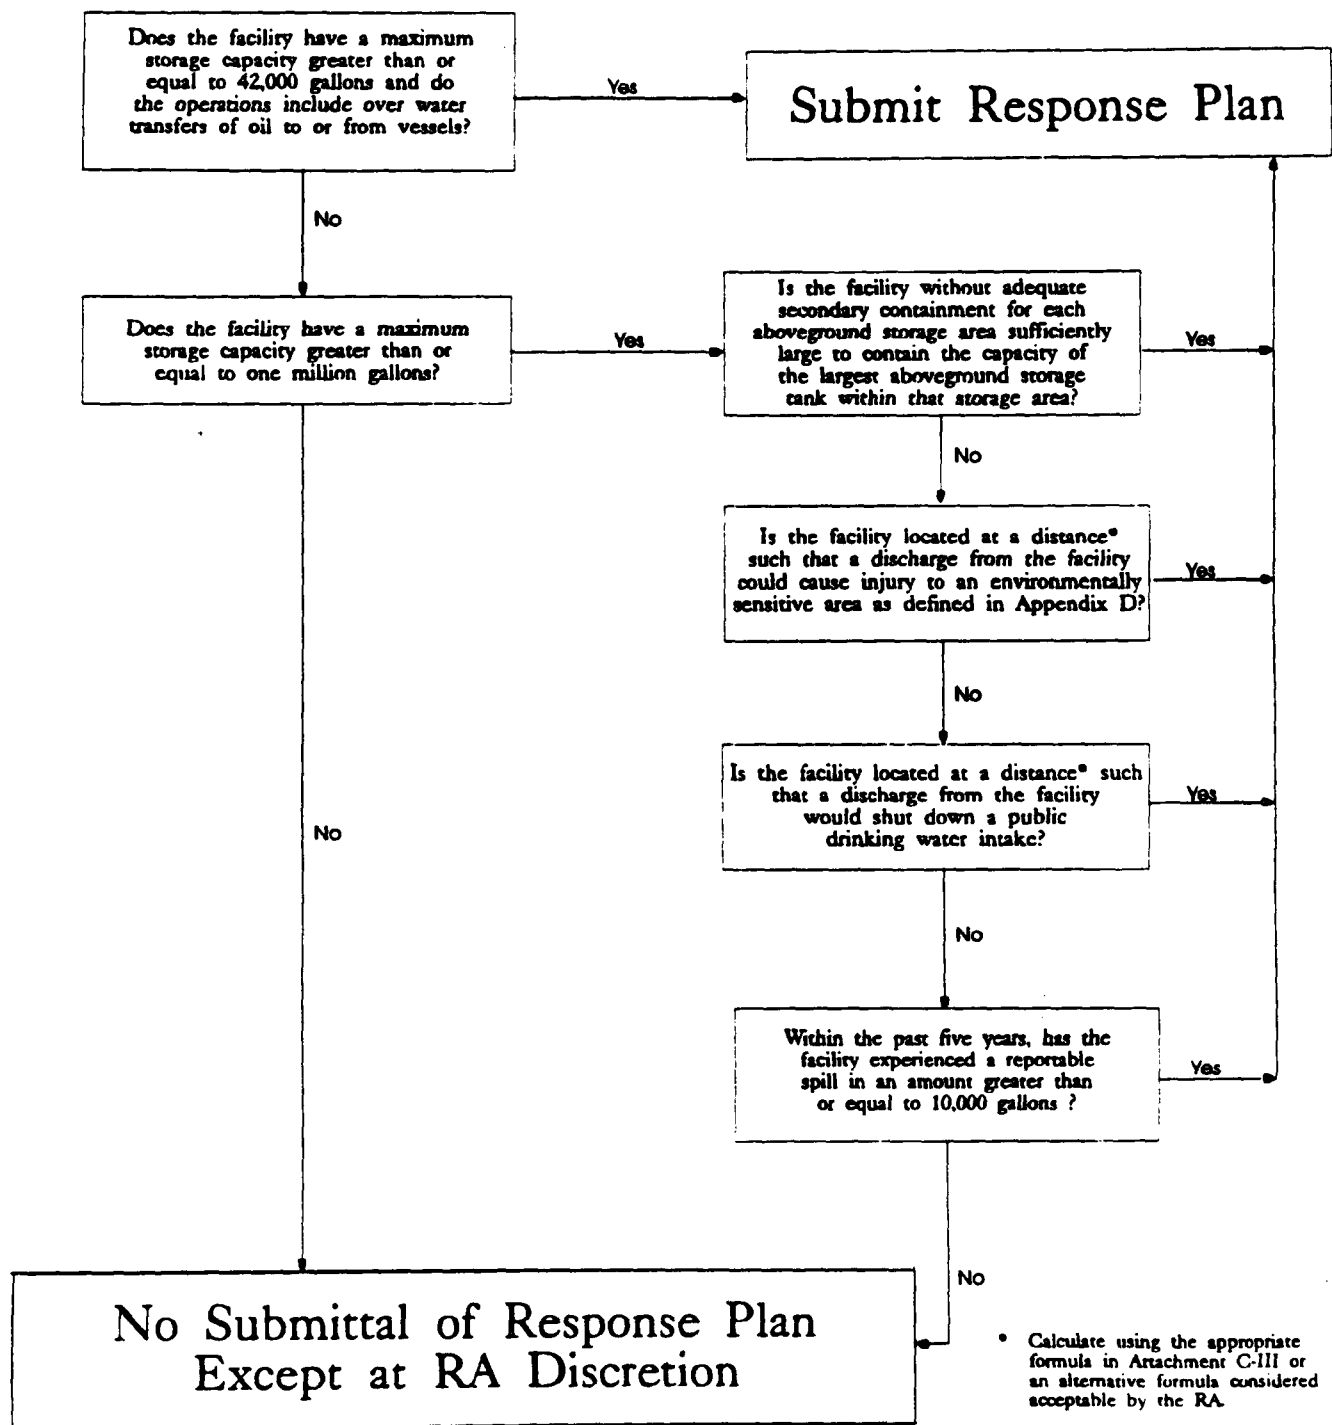 Does the facility have a maximum
storage capacity greater than or
equal to 42,000 gallons and do
the operations include over water
transfers of oil to or from vessels?
Yes
Submit Response Plan
No
Does the facility have a maximum
storage capacity greater than or
equal to one million gallons?
Yes
Is the facility without adequate
secondary containment for each
aboveground storage area sufficiently
large to contain the capacity of
the largest aboveground storage
tank within that storage area?
Yes
No
Is the facility located at a distance*
such that a discharge from the facility
could cause injury to an environmentally
sensitive area as defined in Appendix D?
Yes
No
Is the facility located at a distance* such
that a discharge from the facility
would shut down a public
drinking water intake?
Yes
No
No
Within the past five years, has the
facility experienced a reportable
spill in an amount greater than
or equal to 10,000 gallons ?
Yes
No
No Submittal of Response Plan
Except at RA Discretion
* Calculate using the appropriate
formula in Attachment C-III or
an alternative formula considered
acceptable by the RA.